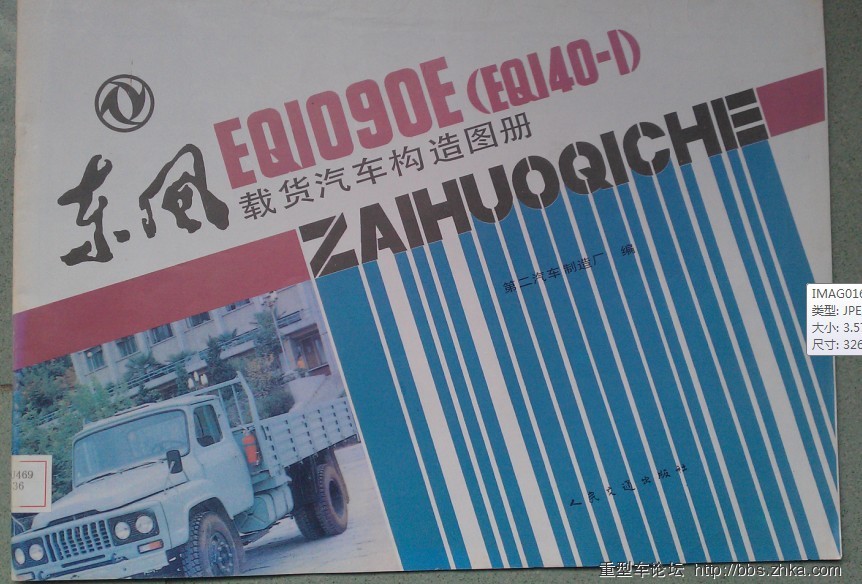 东风
EQ1090E (EQ140-1)
载货汽车构造图册
ZAIHUOQICHE
第二汽车制造厂 编
人民交通出版社
U469
36
IMAG016
类型: JPE
大小: 3.57
尺寸: 326
重型车论坛 http://bbs.zhka.com/